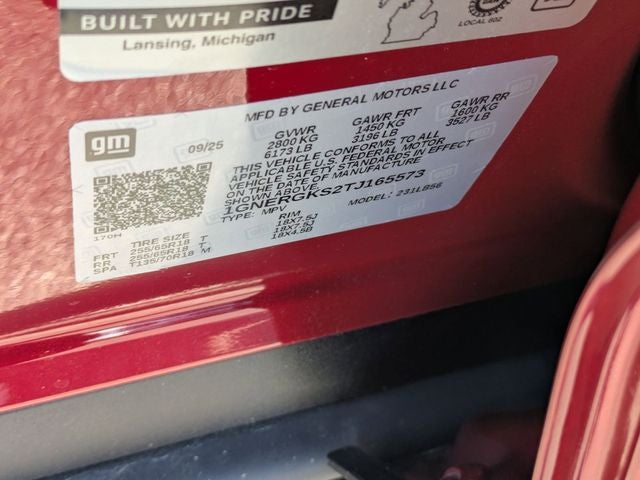 BUILT WITH PRIDE
Lansing, Michigan
LOCAL 602
MFD BY GENERAL MOTORS LLC
gm
09/25
GVWR GAWR FRT GAWR RR
2800 KG 1450 KG 1600 KG
6173 LB 3196 LB 3527 LB
THIS VEHICLE CONFORMS TO ALL
APPLICABLE U.S. FEDERAL MOTOR
VEHICLE SAFETY STANDARDS IN EFFECT
ON THE DATE OF MANUFACTURE
SHOWN ABOVE.
1GNERGKS2TJ165573
TYPE: MPV MODEL: 231LB56
170H
TIRE SIZE RIM
FRT 255/65R18 T 18X7.5J
RR 255/65R18 T 18X7.5J
SPA T135/70R18 M 18X4.5B